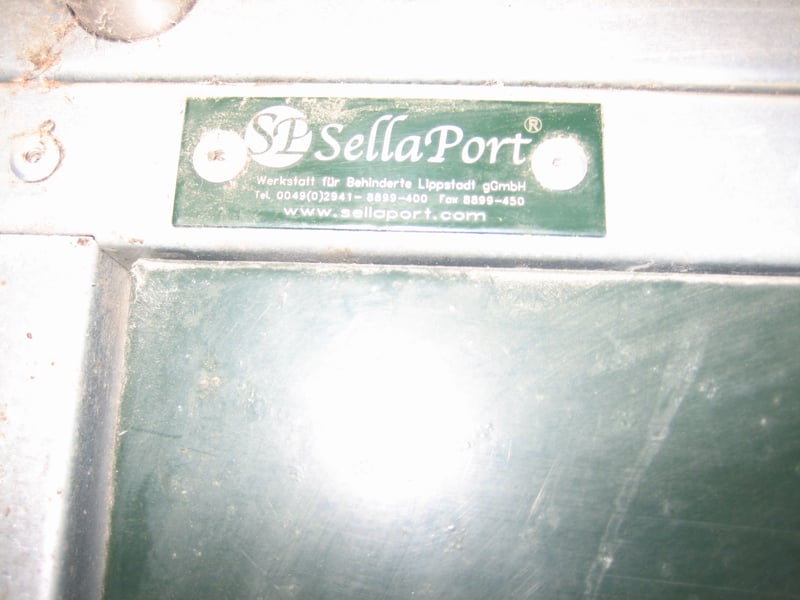 SP SellaPort®
Werkstatt für Behinderte Lippstadt gGmbH
Tel. 0049(0)2941- 8899-400 Fax 8899-450
www.sellaport.com